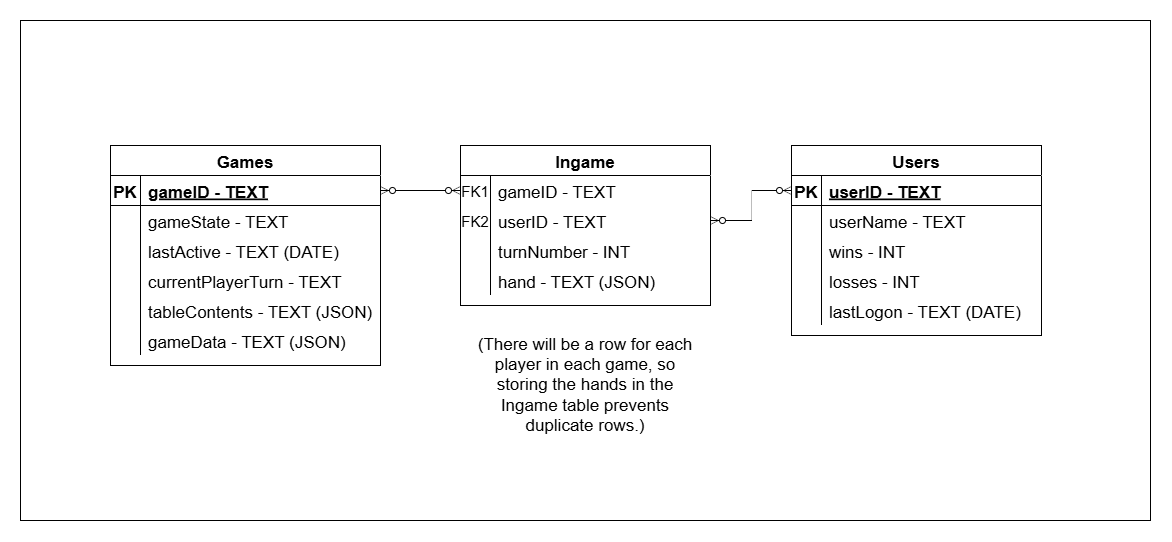 Games
PK gameID - TEXT
gameState - TEXT
lastActive - TEXT (DATE)
currentPlayerTurn - TEXT
tableContents - TEXT (JSON)
gameData - TEXT (JSON)
Ingame
FK1 gameID - TEXT
FK2 userID - TEXT
turnNumber - INT
hand - TEXT (JSON)
(There will be a row for each
player in each game, so
storing the hands in the
Ingame table prevents
duplicate rows.)
Users
PK userID - TEXT
userName - TEXT
wins - INT
losses - INT
lastLogon - TEXT (DATE)